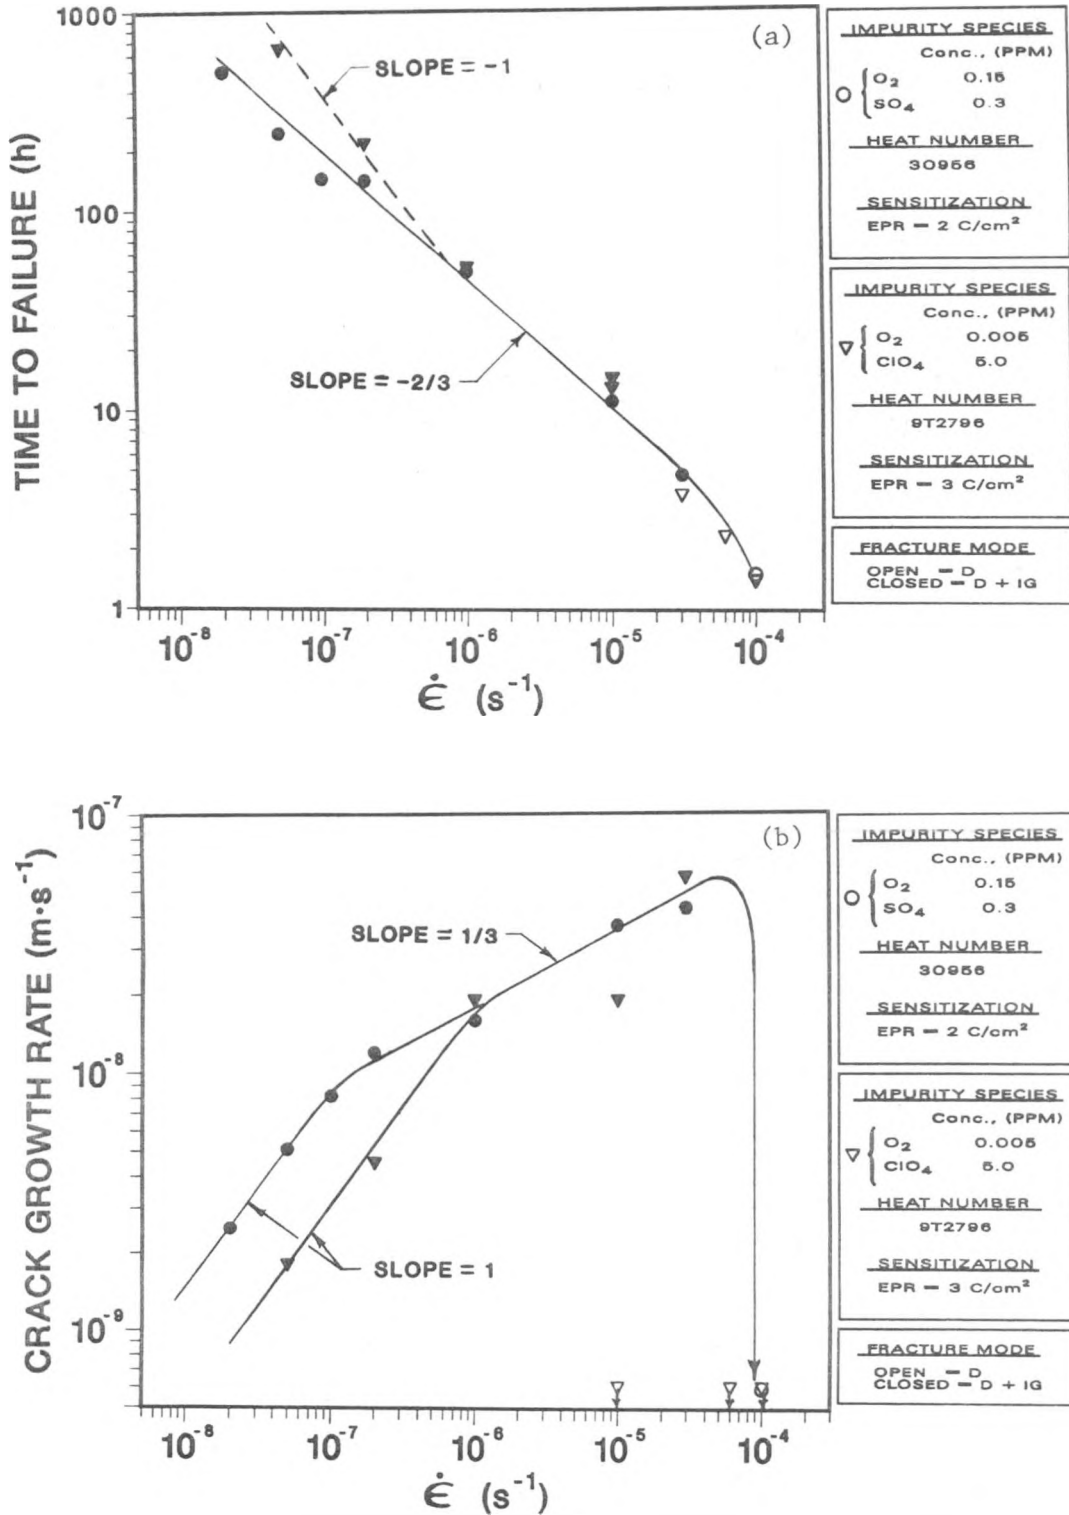 (a)
1000
100
10
1
TIME TO FAILURE (h)
SLOPE = -1
SLOPE = -2/3
10-8
10-7
10-6
10-5
10-4
ε̇ (s-1)
IMPURITY SPECIES
Conc., (PPM)
O2 0.15
SO4 0.3
HEAT NUMBER
30956
SENSITIZATION
EPR = 2 C/cm2
IMPURITY SPECIES
Conc., (PPM)
O2 0.005
ClO4 5.0
HEAT NUMBER
9T2796
SENSITIZATION
EPR = 3 C/cm2
FRACTURE MODE
OPEN = D
CLOSED = D + IG
(b)
10-7
10-8
10-9
CRACK GROWTH RATE (m·s-1)
SLOPE = 1/3
SLOPE = 1
10-8
10-7
10-6
10-5
10-4
ε̇ (s-1)
IMPURITY SPECIES
Conc., (PPM)
O2 0.15
SO4 0.3
HEAT NUMBER
30956
SENSITIZATION
EPR = 2 C/cm2
IMPURITY SPECIES
Conc., (PPM)
O2 0.005
ClO4 5.0
HEAT NUMBER
9T2796
SENSITIZATION
EPR = 3 C/cm2
FRACTURE MODE
OPEN = D
CLOSED = D + IG